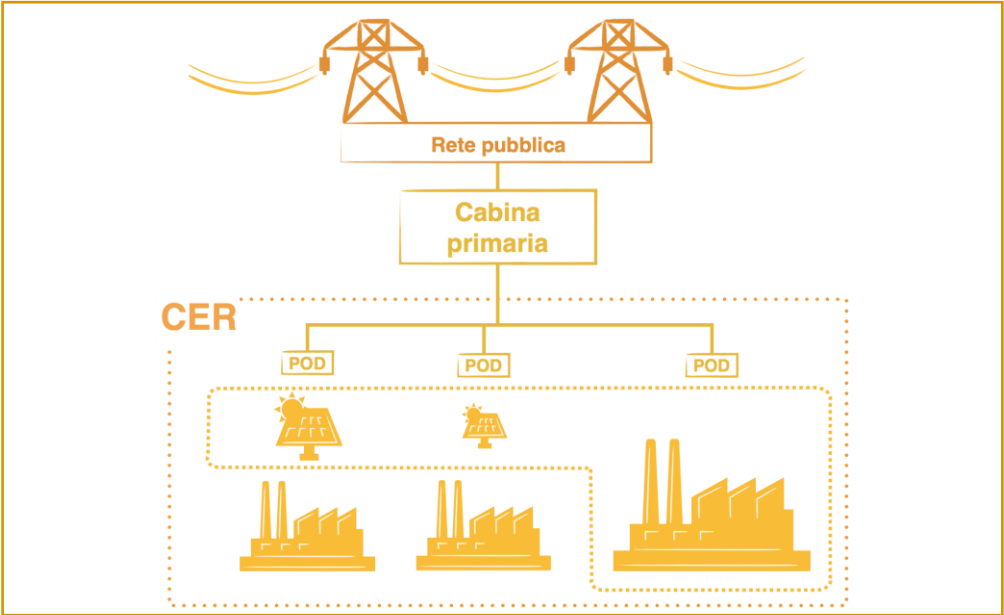 Rete pubblica
Cabina
primaria
CER
POD
POD
POD